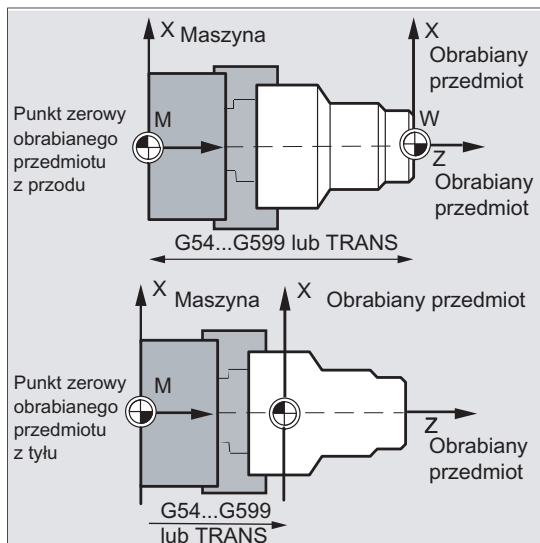 X Maszyna
X
Obrabiany
przedmiot
Punkt zerowy
obrabianego
przedmiotu
z przodu
M
W
Z
Obrabiany
przedmiot
G54...G599 lub TRANS
X Maszyna
X Obrabiany przedmiot
Punkt zerowy
obrabianego
przedmiotu
z tyłu
M
Z
Obrabiany
przedmiot
G54...G599
lub TRANS